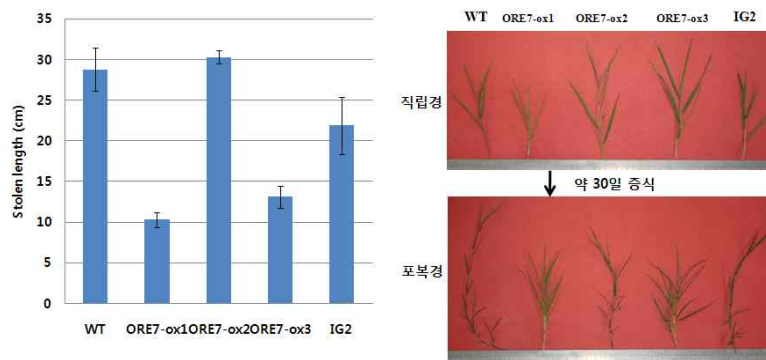 35
30
25
20
15
10
5
0
Stolen length (cm)
WT ORE7-ox1 ORE7-ox2 ORE7-ox3 IG2
WT ORE7-ox1 ORE7-ox2 ORE7-ox3 IG2
직립경
약 30일 증식
포복경